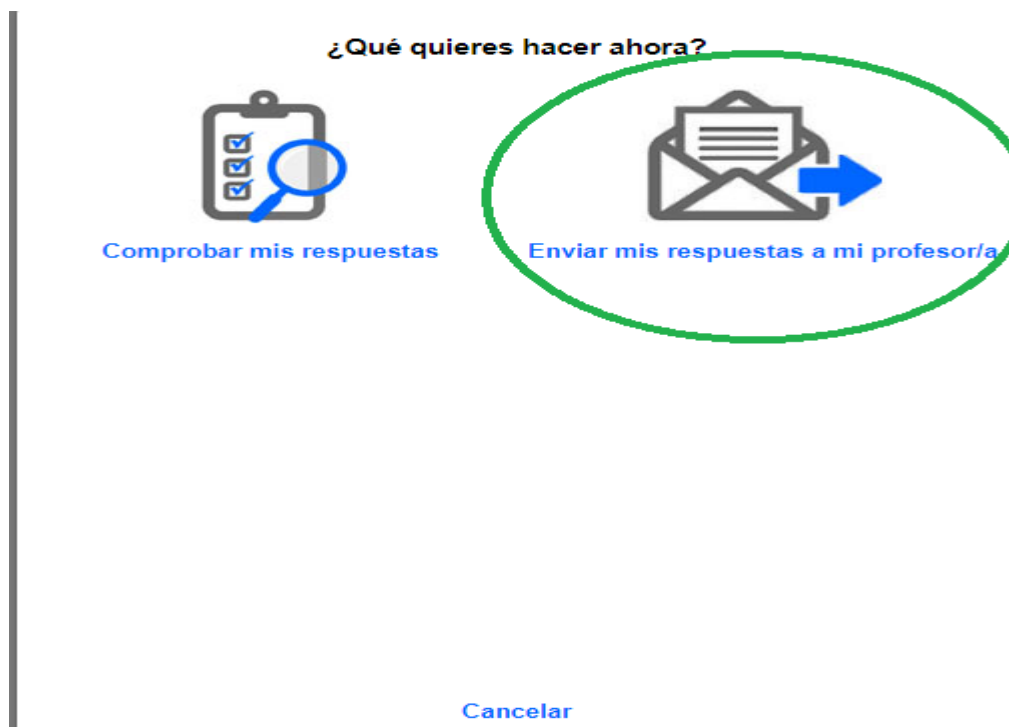 ¿Qué quieres hacer ahora?
Comprobar mis respuestas
Enviar mis respuestas a mi profesor/a
Cancelar